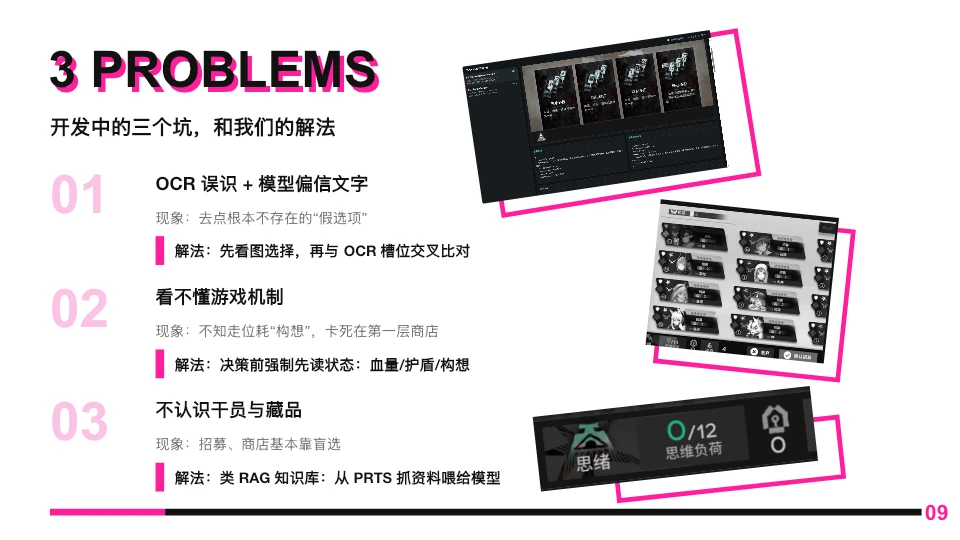 3 PROBLEMS
开发中的三个坑，和我们的解法
01
OCR 误识 + 模型偏信文字
现象：去点根本不存在的“假选项”
解法：先看图选择，再与 OCR 槽位交叉比对
02
看不懂游戏机制
现象：不知走位耗“构想”，卡死在第一层商店
解法：决策前强制先读状态：血量/护盾/构想
03
不认识干员与藏品
现象：招募、商店基本靠盲选
解法：类 RAG 知识库：从 PRTS 抓资料喂给模型
思绪
0/12
思维负荷
0
09